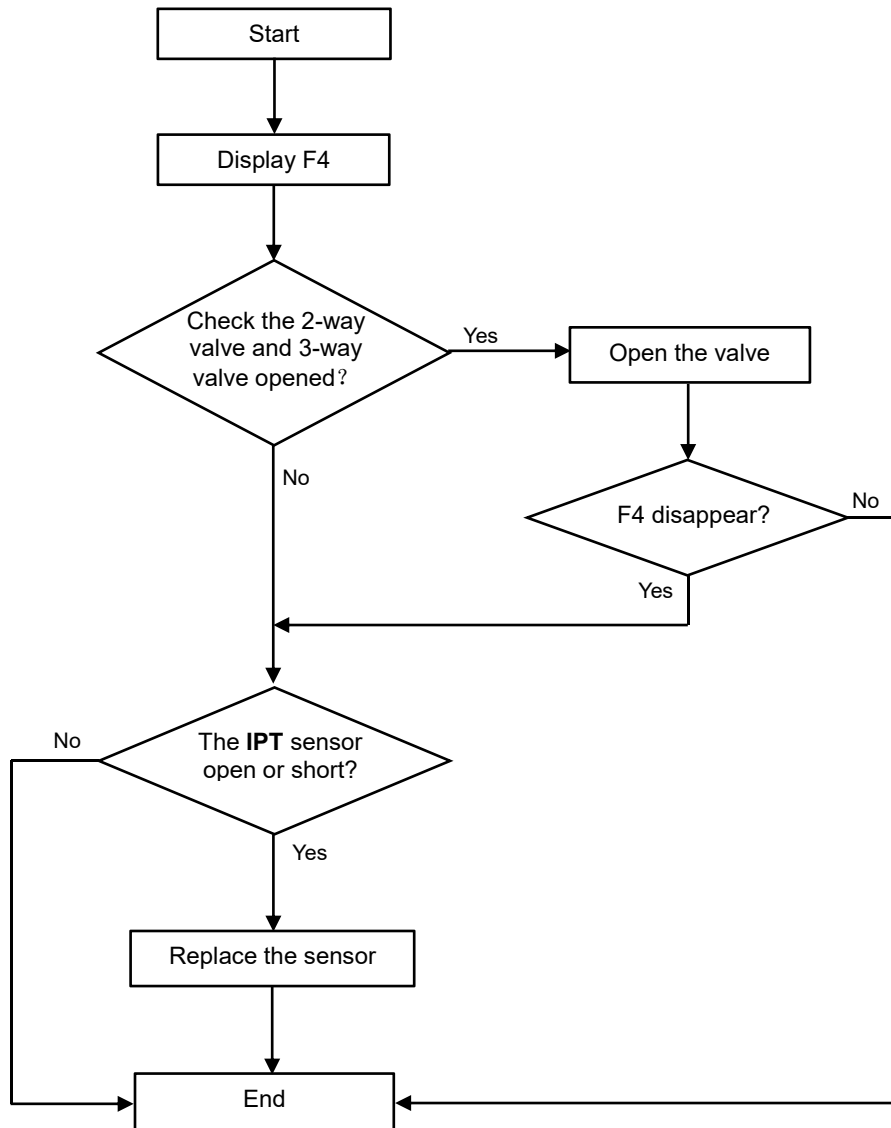 Start
Display F4
Check the 2-way
valve and 3-way
valve opened？
Yes
Open the valve
No
F4 disappear?
No
Yes
No
The IPT sensor
open or short?
Yes
Replace the sensor
End